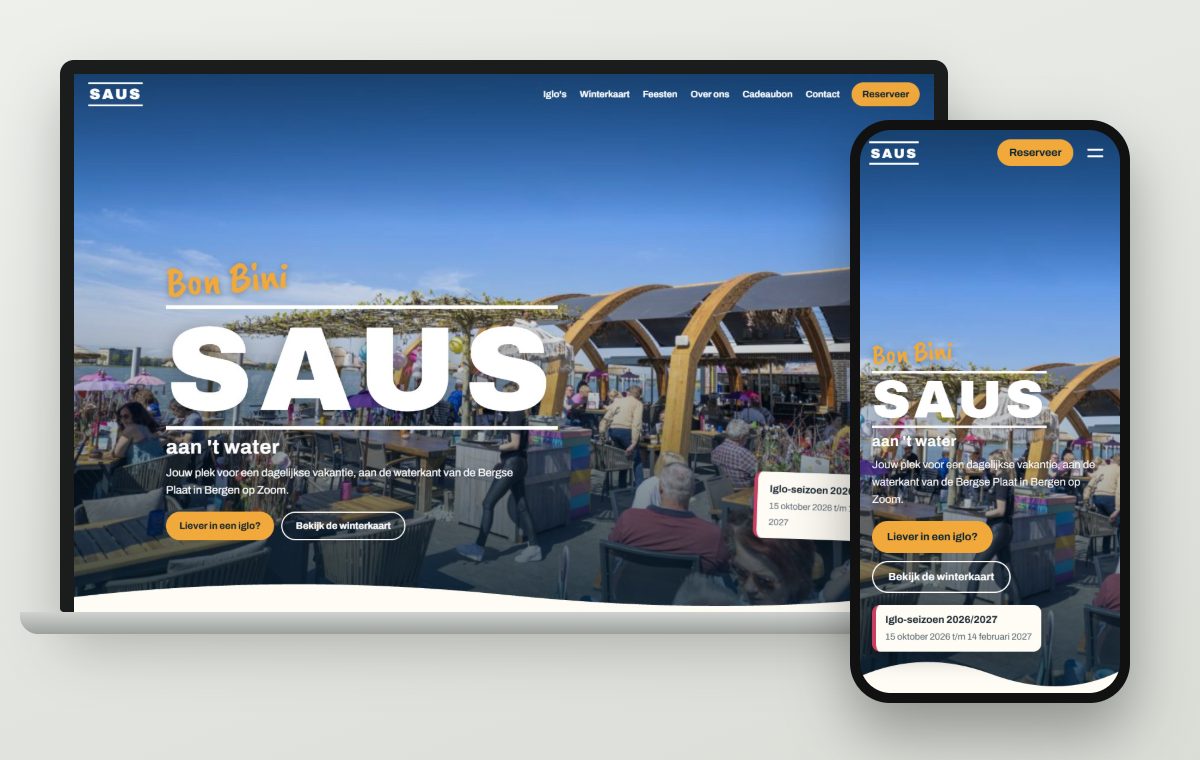 SAUS
Iglo's Winterkaart Feesten Over ons Cadeaubon Contact Reserveer
Bon Bini
SAUS
aan 't water
Jouw plek voor een dagelijkse vakantie, aan de waterkant van de Bergse
Plaat in Bergen op Zoom.
Liever in een iglo? Bekijk de winterkaart
Iglo-seizoen 202
15 oktober 2026 t/m
2027
SAUS
Reserveer
Bon Bini
SAUS
aan 't water
Jouw plek voor een dagelijkse vakantie, aan de
waterkant van de Bergse Plaat in Bergen op
Zoom.
Liever in een iglo?
Bekijk de winterkaart
Iglo-seizoen 2026/2027
15 oktober 2026 t/m 14 februari 2027